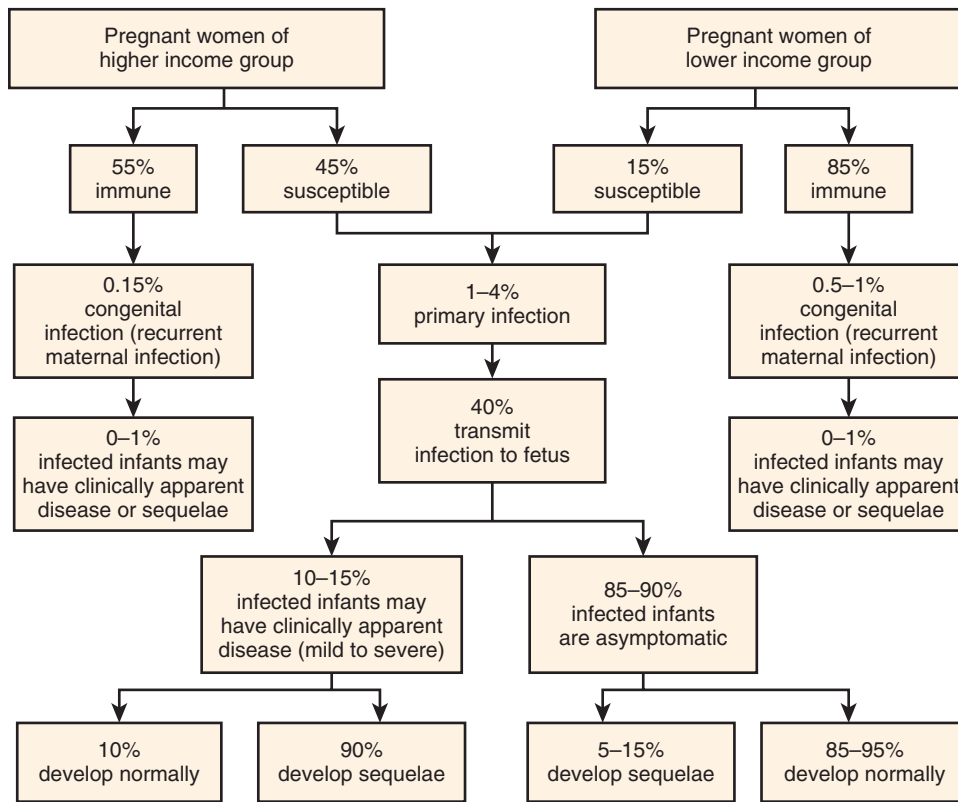 Pregnant women of
higher income group
Pregnant women of
lower income group
55%
immune
45%
susceptible
15%
susceptible
85%
immune
0.15%
congenital
infection (recurrent
maternal infection)
1–4%
primary infection
0.5–1%
congenital
infection (recurrent
maternal infection)
40%
transmit
infection to fetus
0–1%
infected infants may
have clinically apparent
disease or sequelae
0–1%
infected infants may
have clinically apparent
disease or sequelae
10–15%
infected infants may
have clinically apparent
disease (mild to severe)
85–90%
infected infants
are asymptomatic
10%
develop normally
90%
develop sequelae
5–15%
develop sequelae
85–95%
develop normally